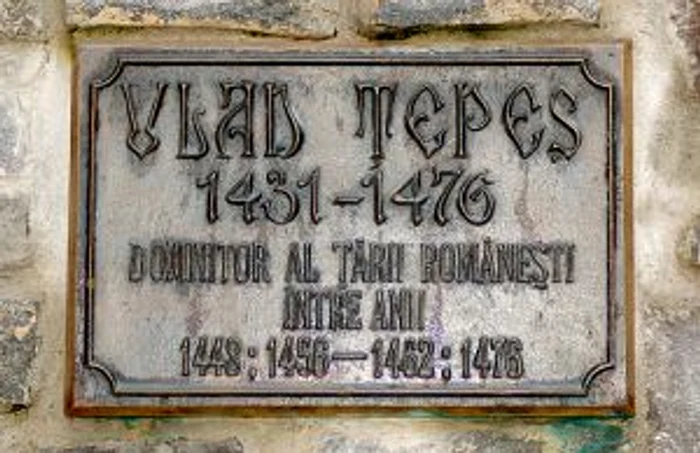 VLAD ȚEPEȘ
1431-1476
DOMNITOR AL ȚĂRII ROMÂNEȘTI
ÎNTRE ANII
1448; 1456—1462; 1476